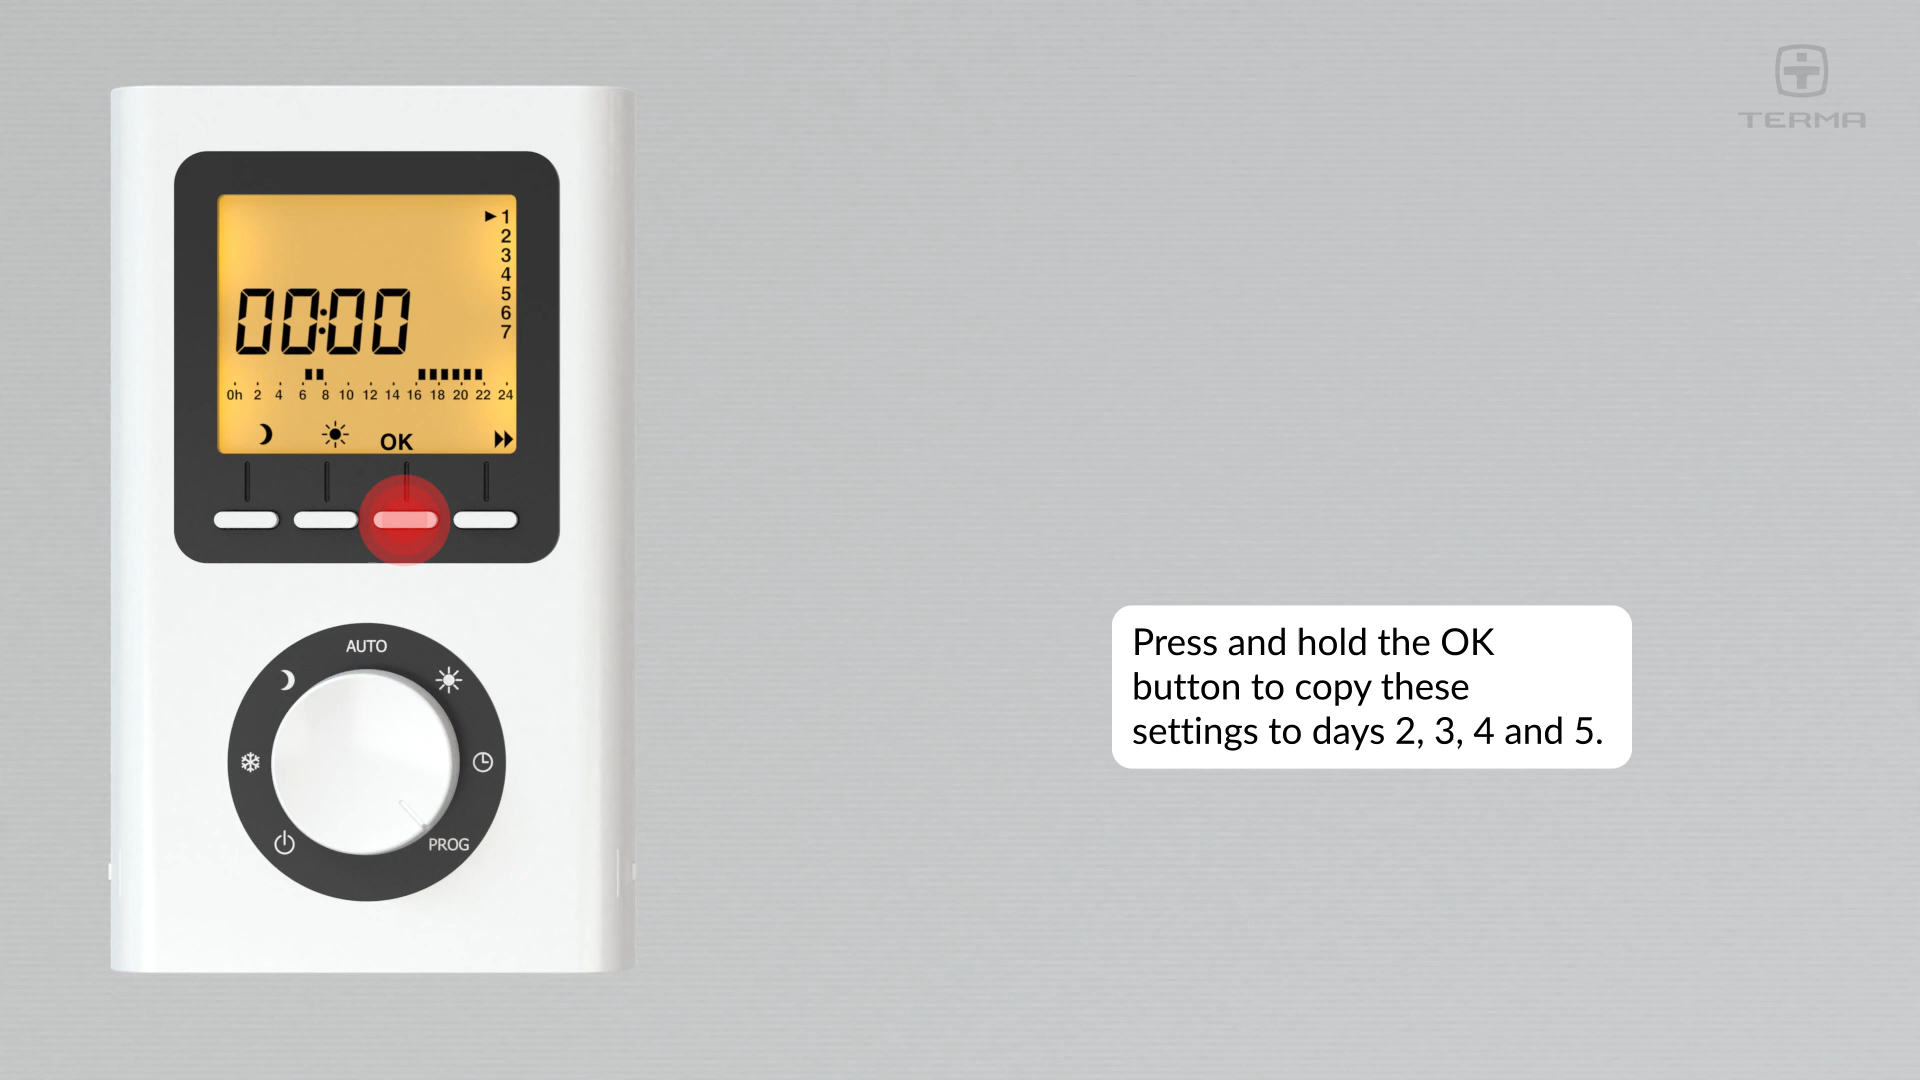 TERMA
1
2
3
4
5
6
7
00:00
0h 2 4 6 8 10 12 14 16 18 20 22 24
OK
AUTO
PROG
Press and hold the OK
button to copy these
settings to days 2, 3, 4 and 5.